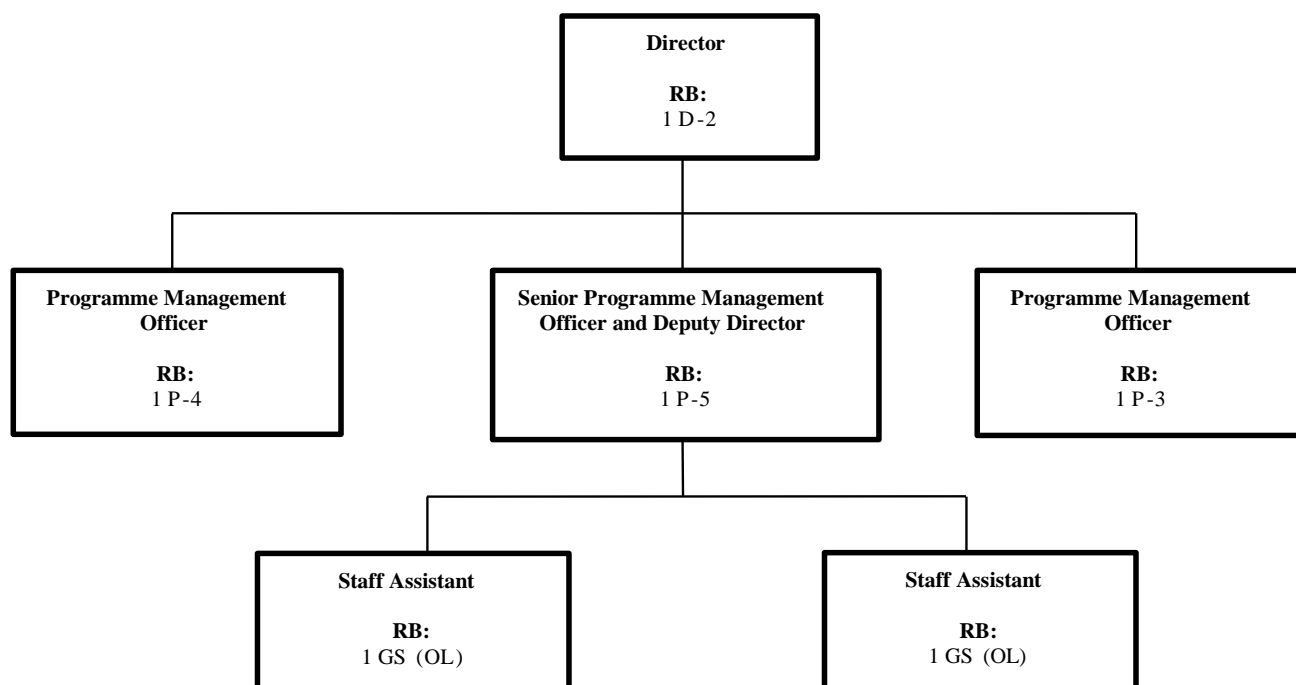 Director
RB:
1 D-2
Programme Management
Officer
RB:
1 P-4
Senior Programme Management
Officer and Deputy Director
RB:
1 P-5
Programme Management
Officer
RB:
1 P-3
Staff Assistant
RB:
1 GS (OL)
Staff Assistant
RB:
1 GS (OL)